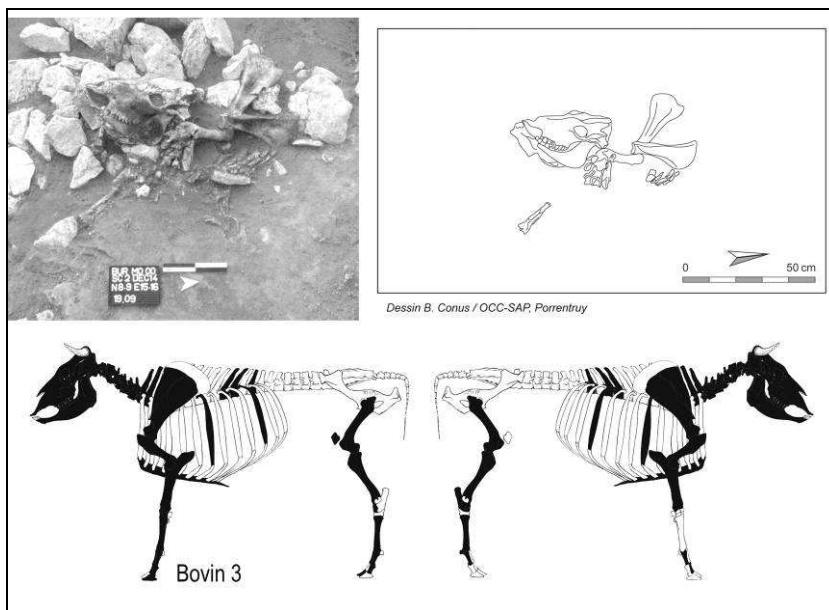 BUR MD 00
SC 2 DEC14
N8-9 E15-16
19.09
0 50 cm
Dessin B. Conus / OCC-SAP, Porrentruy
Bovin 3